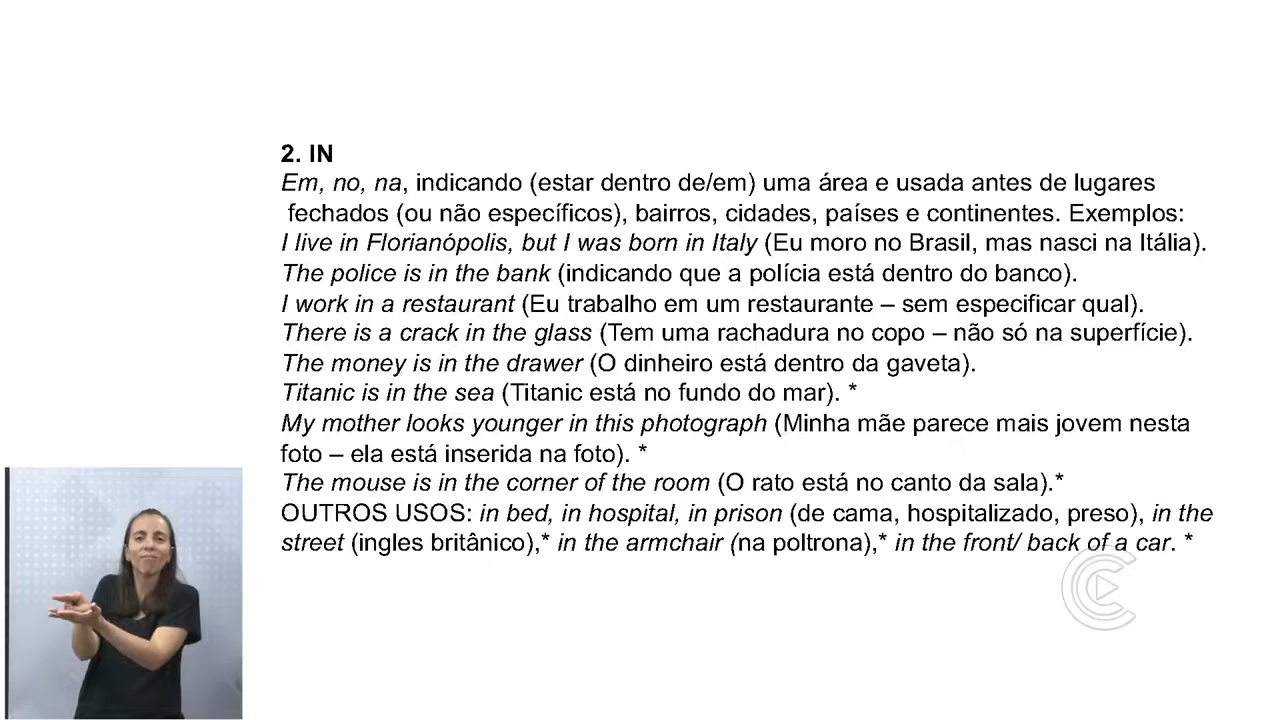 2. IN
Em, no, na, indicando (estar dentro de/em) uma área e usada antes de lugares
fechados (ou não específicos), bairros, cidades, países e continentes. Exemplos:
I live in Florianópolis, but I was born in Italy (Eu moro no Brasil, mas nasci na Itália).
The police is in the bank (indicando que a polícia está dentro do banco).
I work in a restaurant (Eu trabalho em um restaurante – sem especificar qual).
There is a crack in the glass (Tem uma rachadura no copo – não só na superfície).
The money is in the drawer (O dinheiro está dentro da gaveta).
Titanic is in the sea (Titanic está no fundo do mar). *
My mother looks younger in this photograph (Minha mãe parece mais jovem nesta
foto – ela está inserida na foto). *
The mouse is in the corner of the room (O rato está no canto da sala).*
OUTROS USOS: in bed, in hospital, in prison (de cama, hospitalizado, preso), in the
street (ingles britânico),* in the armchair (na poltrona),* in the front/ back of a car. *